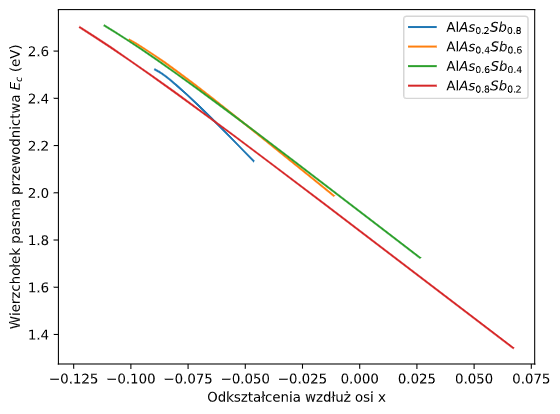 AlAs₀.₂Sb₀.₈
AlAs₀.₄Sb₀.₆
AlAs₀.₆Sb₀.₄
AlAs₀.₈Sb₀.₂
2.6
2.4
2.2
2.0
1.8
1.6
1.4
Wierzchołek pasma przewodnictwa E_c (eV)
−0.125 −0.100 −0.075 −0.050 −0.025 0.000 0.025 0.050 0.075
Odkształcenia wzdłuż osi x